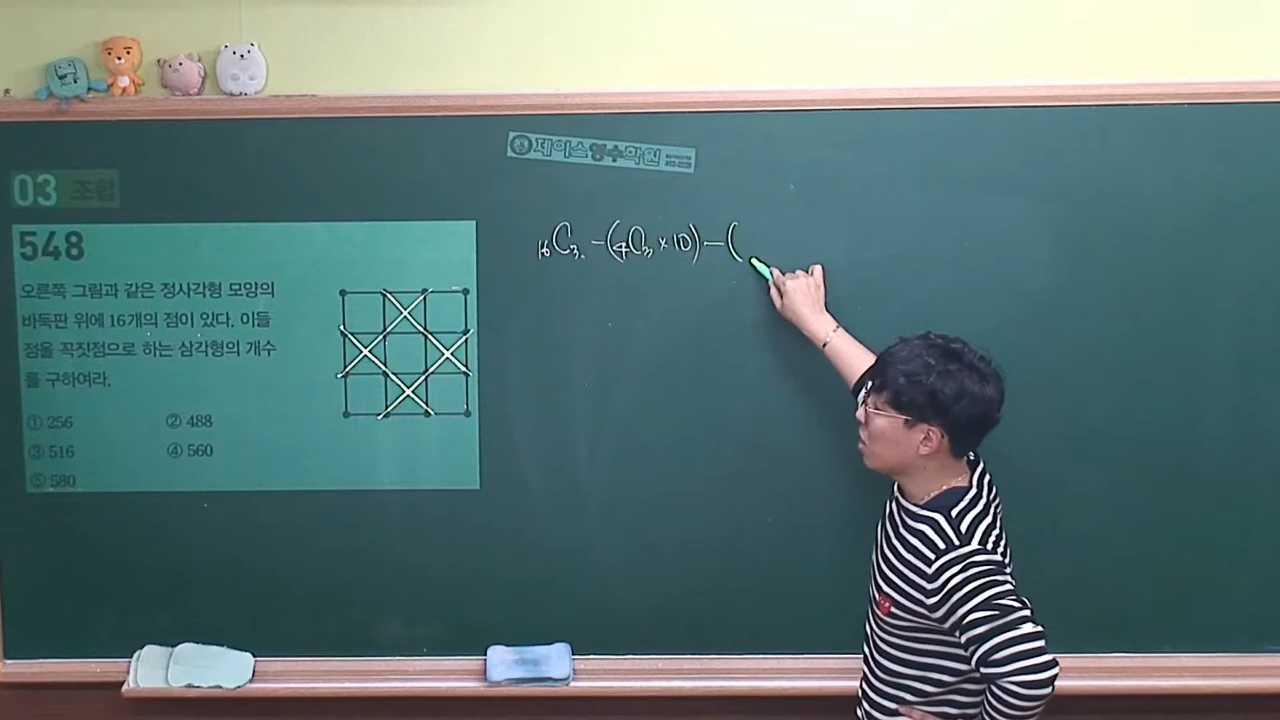 제이스영수학원
03 조합
548
오른쪽 그림과 같은 정사각형 모양의
바둑판 위에 16개의 점이 있다. 이들
점을 꼭짓점으로 하는 삼각형의 개수
를 구하여라.
① 256 ② 488
③ 516 ④ 560
⑤ 580
₁₆C₃ - (₄C₃ × 10) - (